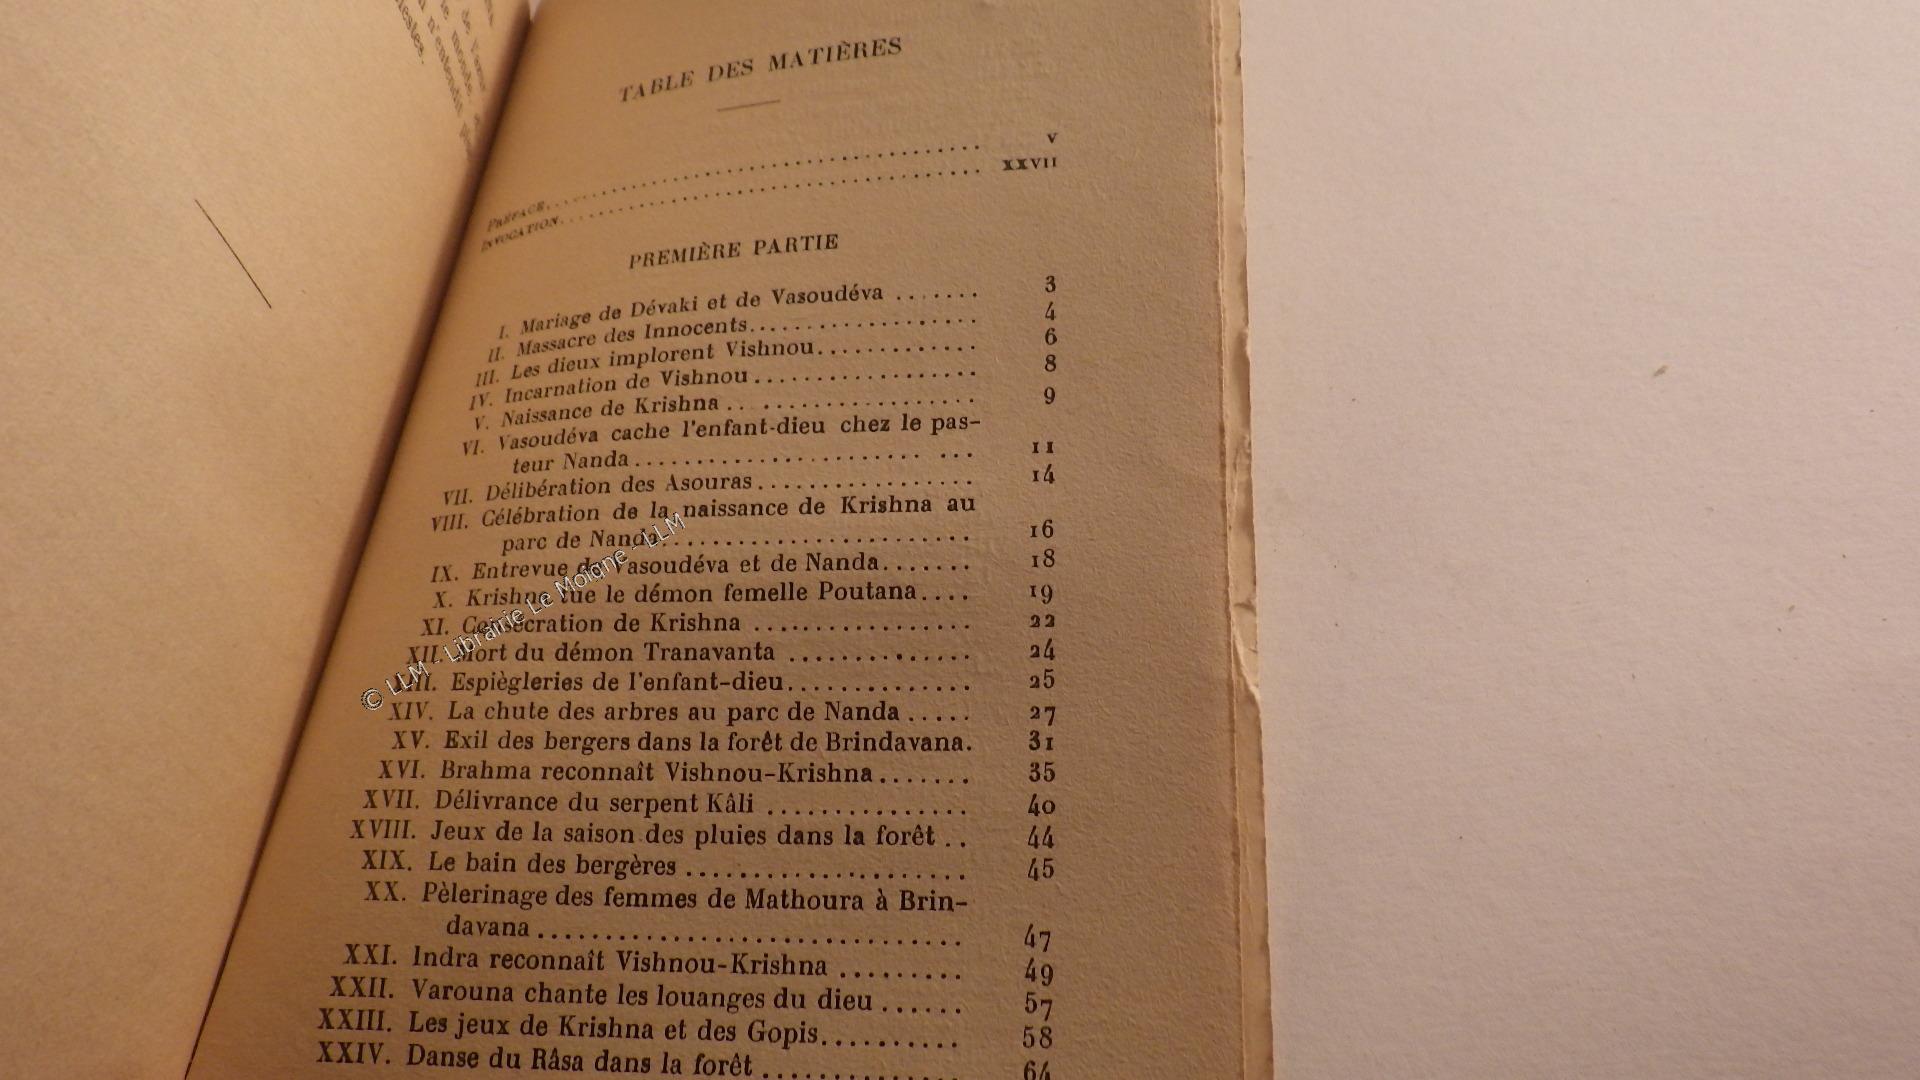 TABLE DES MATIÈRES
PRÉFACE.................. v
INVOCATION.................. XXVII
PREMIÈRE PARTIE
I. Mariage de Dévaki et de Vasoudéva ....... 3
II. Massacre des Innocents................... 4
III. Les dieux implorent Vishnou............. 6
IV. Incarnation de Vishnou .................. 8
V. Naissance de Krishna .................... 9
VI. Vasoudéva cache l'enfant-dieu chez le pas-
teur Nanda.......................... 11
VII. Délibération des Asouras................. 14
VIII. Célébration de la naissance de Krishna au
parc de Nanda......................... 16
IX. Entrevue de Vasoudéva et de Nanda....... 18
X. Krishna tue le démon femelle Poutana.... 19
XI. Consécration de Krishna ................. 22
XII. Mort du démon Tranavanta .............. 24
XIII. Espiègleries de l'enfant-dieu.............. 25
XIV. La chute des arbres au parc de Nanda ..... 27
XV. Exil des bergers dans la forêt de Brindavana. 31
XVI. Brahma reconnaît Vishnou-Krishna....... 35
XVII. Délivrance du serpent Kâli ............... 40
XVIII. Jeux de la saison des pluies dans la forêt .. 44
XIX. Le bain des bergères ..................... 45
XX. Pèlerinage des femmes de Mathoura à Brin-
davana ................................ 47
XXI. Indra reconnaît Vishnou-Krishna ......... 49
XXII. Varouna chante les louanges du dieu ...... 57
XXIII. Les jeux de Krishna et des Gopis.......... 58
XXIV. Danse du Râsa dans la forêt .............. 64
© LLM - Librairie Le Moigne - LLM